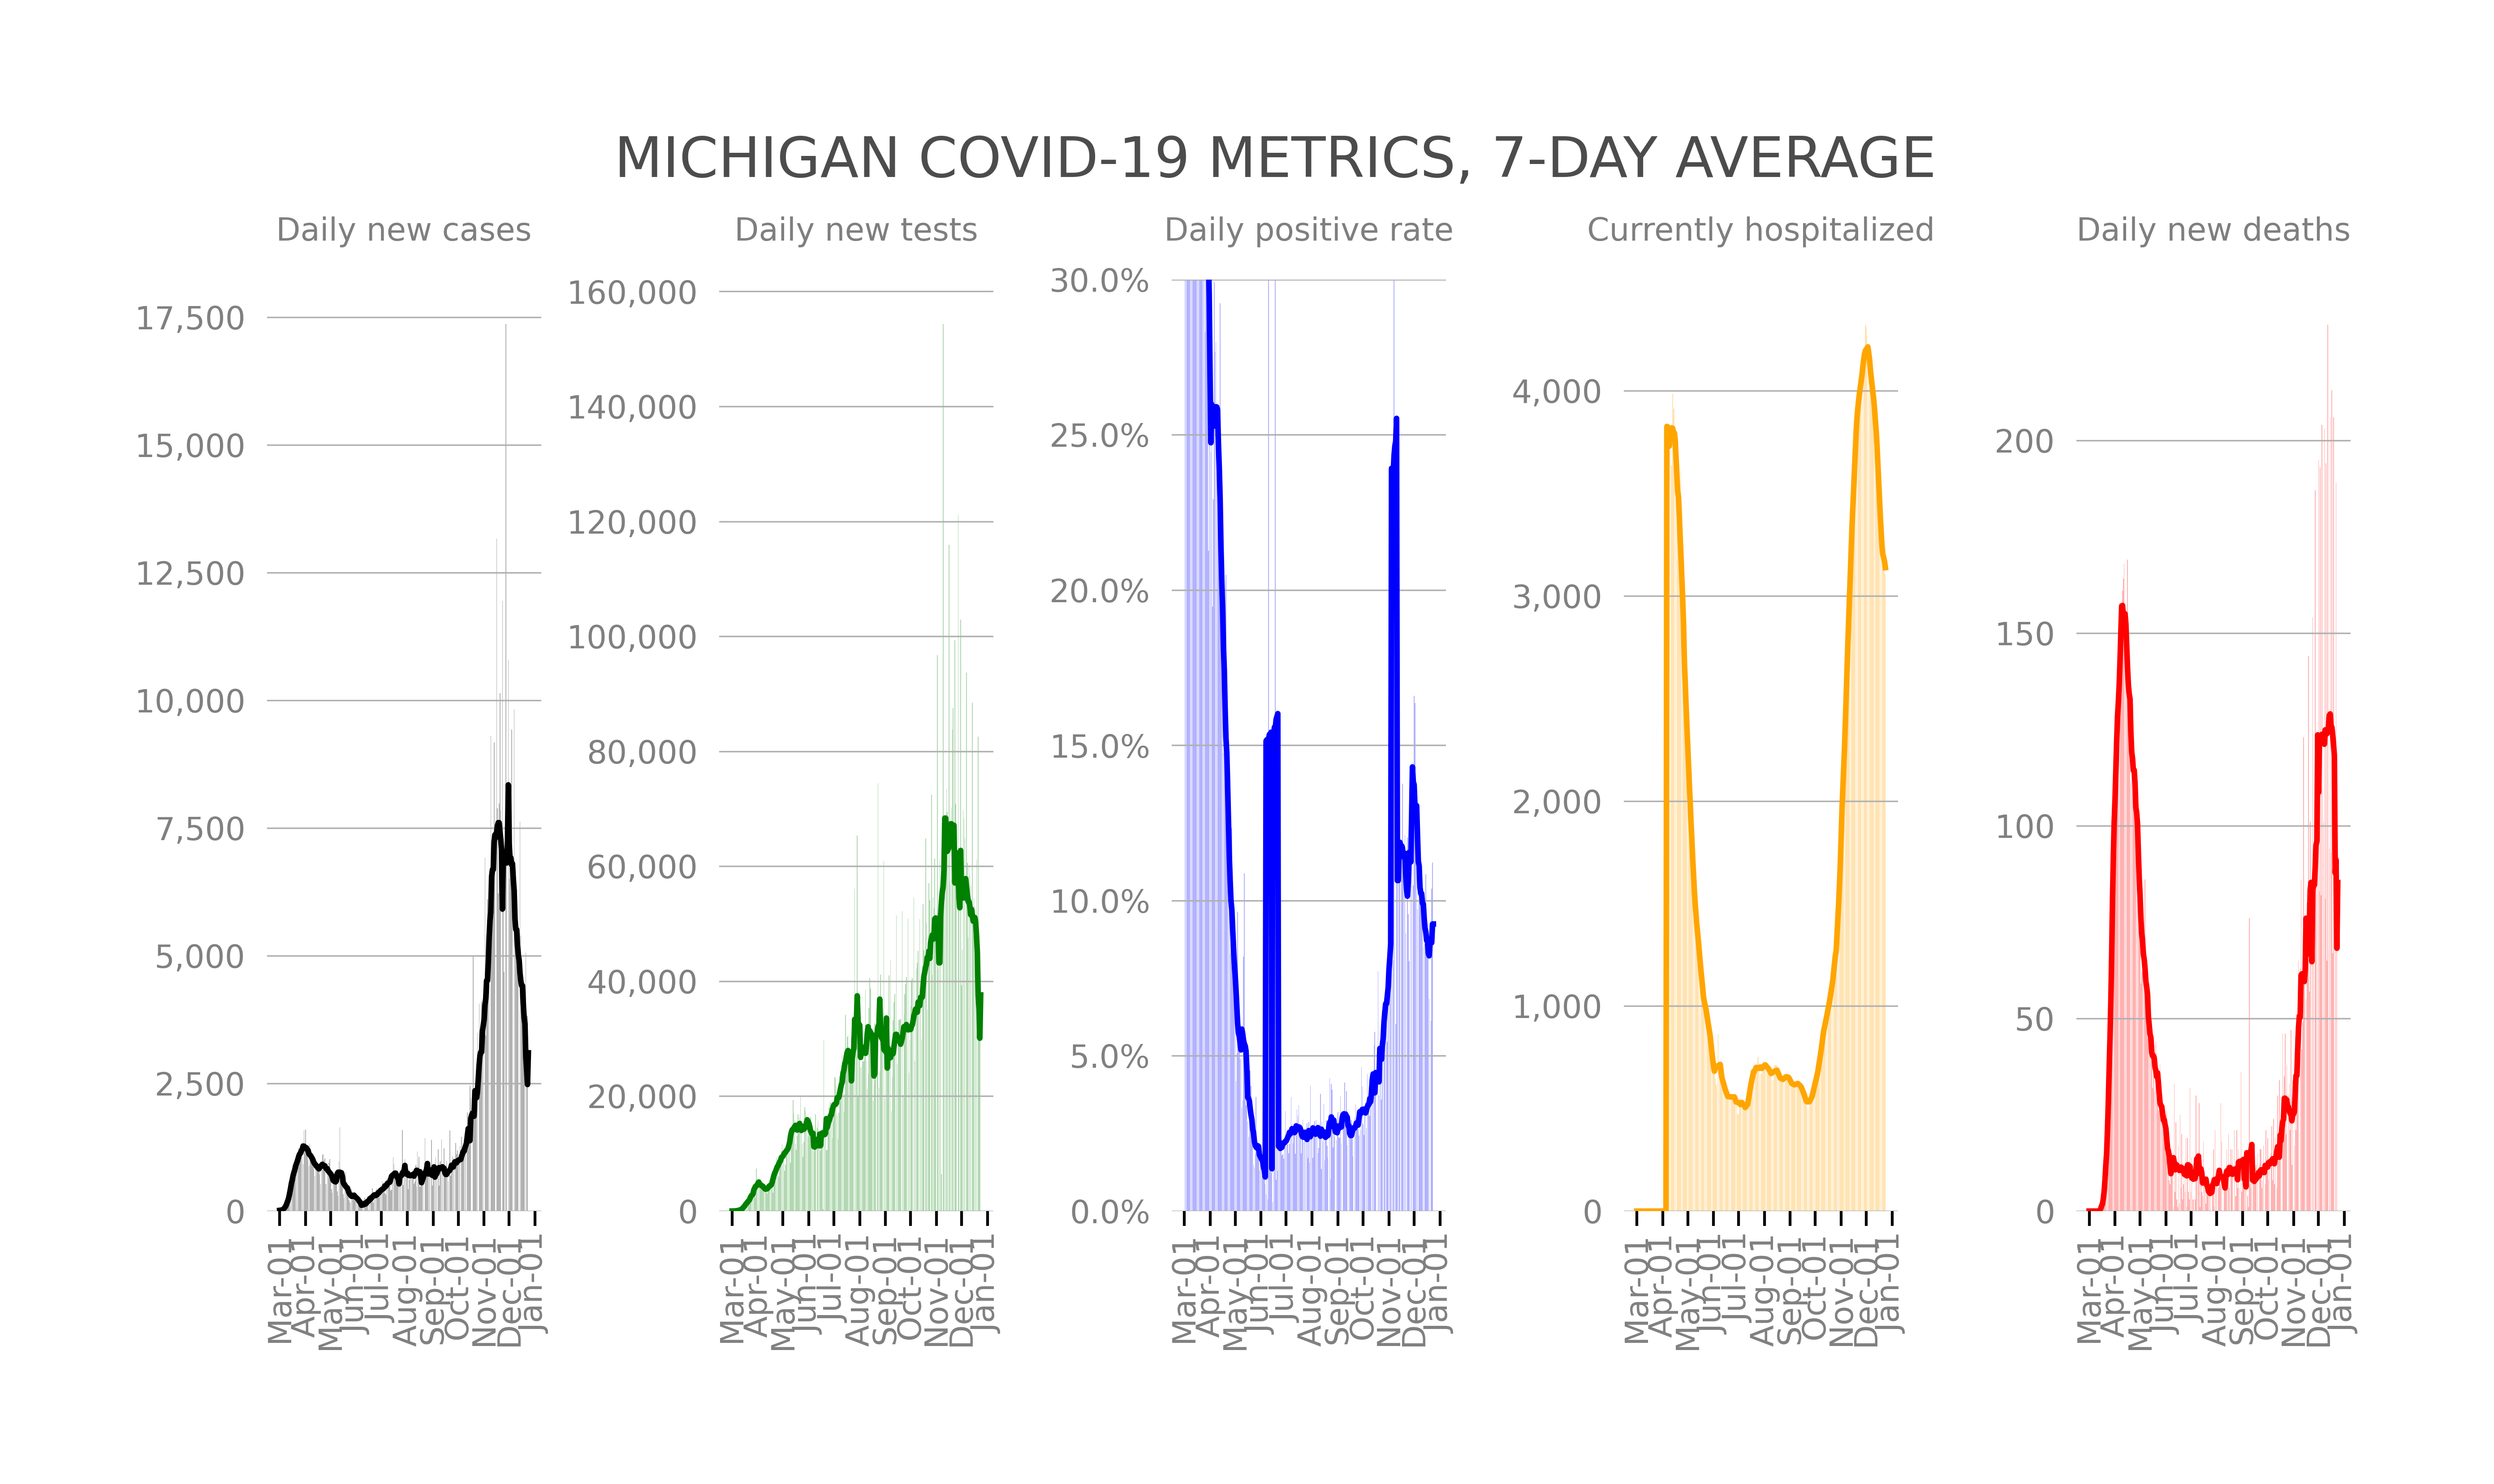 MICHIGAN COVID-19 METRICS, 7-DAY AVERAGE
Daily new cases
17,500
15,000
12,500
10,000
7,500
5,000
2,500
0
Mar-01
Apr-01
May-01
Jun-01
Jul-01
Aug-01
Sep-01
Oct-01
Nov-01
Dec-01
Jan-01
Daily new tests
160,000
140,000
120,000
100,000
80,000
60,000
40,000
20,000
0
Mar-01
Apr-01
May-01
Jun-01
Jul-01
Aug-01
Sep-01
Oct-01
Nov-01
Dec-01
Jan-01
Daily positive rate
30.0%
25.0%
20.0%
15.0%
10.0%
5.0%
0.0%
Mar-01
Apr-01
May-01
Jun-01
Jul-01
Aug-01
Sep-01
Oct-01
Nov-01
Dec-01
Jan-01
Currently hospitalized
4,000
3,000
2,000
1,000
0
Mar-01
Apr-01
May-01
Jun-01
Jul-01
Aug-01
Sep-01
Oct-01
Nov-01
Dec-01
Jan-01
Daily new deaths
200
150
100
50
0
Mar-01
Apr-01
May-01
Jun-01
Jul-01
Aug-01
Sep-01
Oct-01
Nov-01
Dec-01
Jan-01